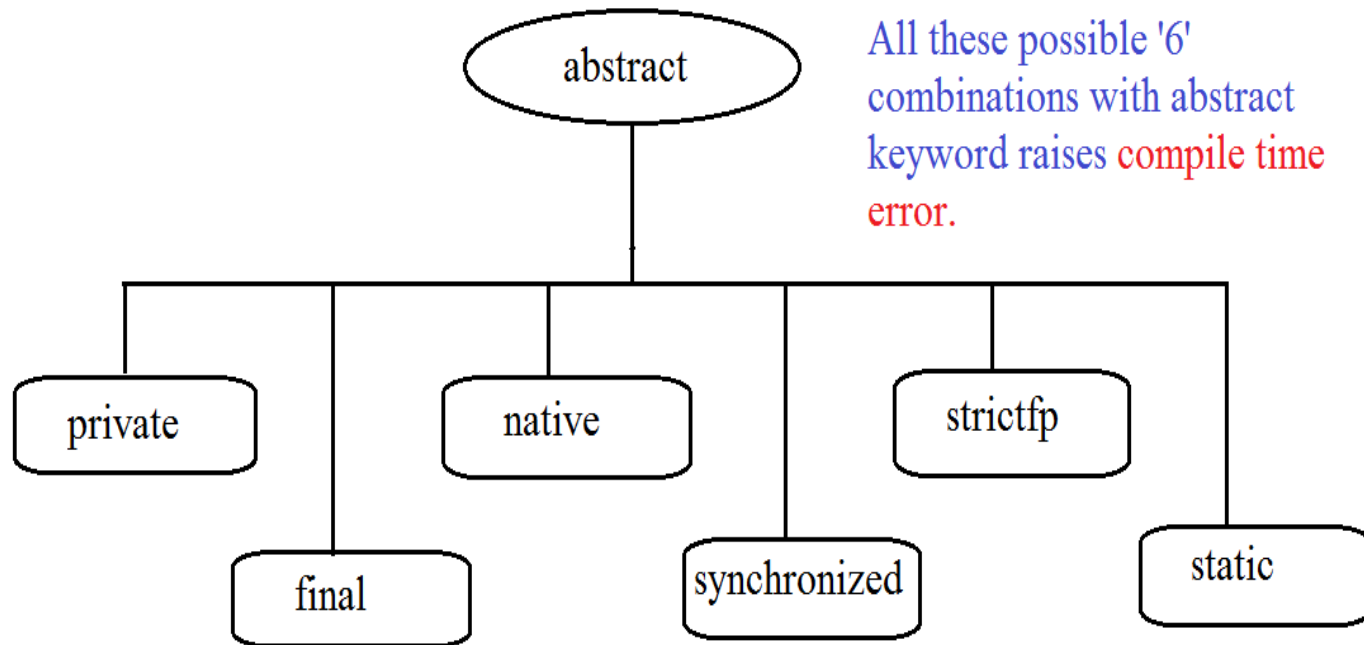 abstract
All these possible '6'
combinations with abstract
keyword raises compile time
error.
private
native
strictfp
final
synchronized
static